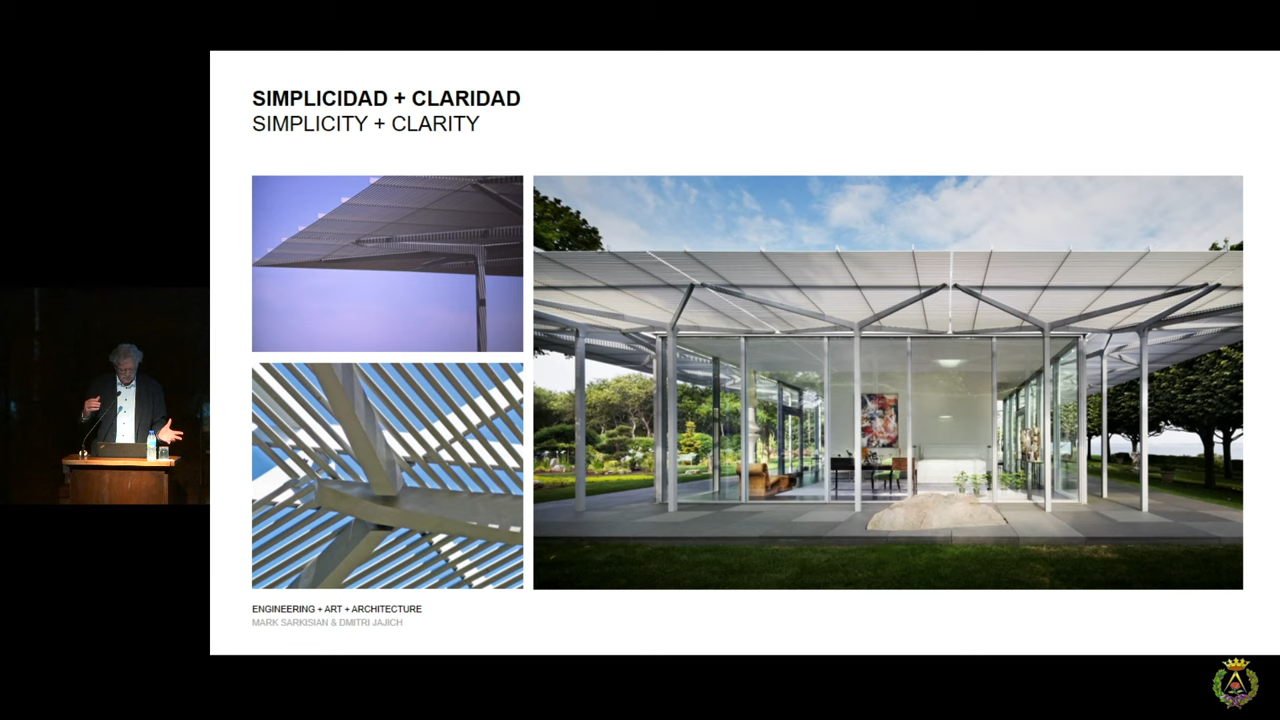 SIMPLICIDAD + CLARIDAD
SIMPLICITY + CLARITY
ENGINEERING + ART + ARCHITECTURE
MARK SARKISIAN & DMITRI JAJICH